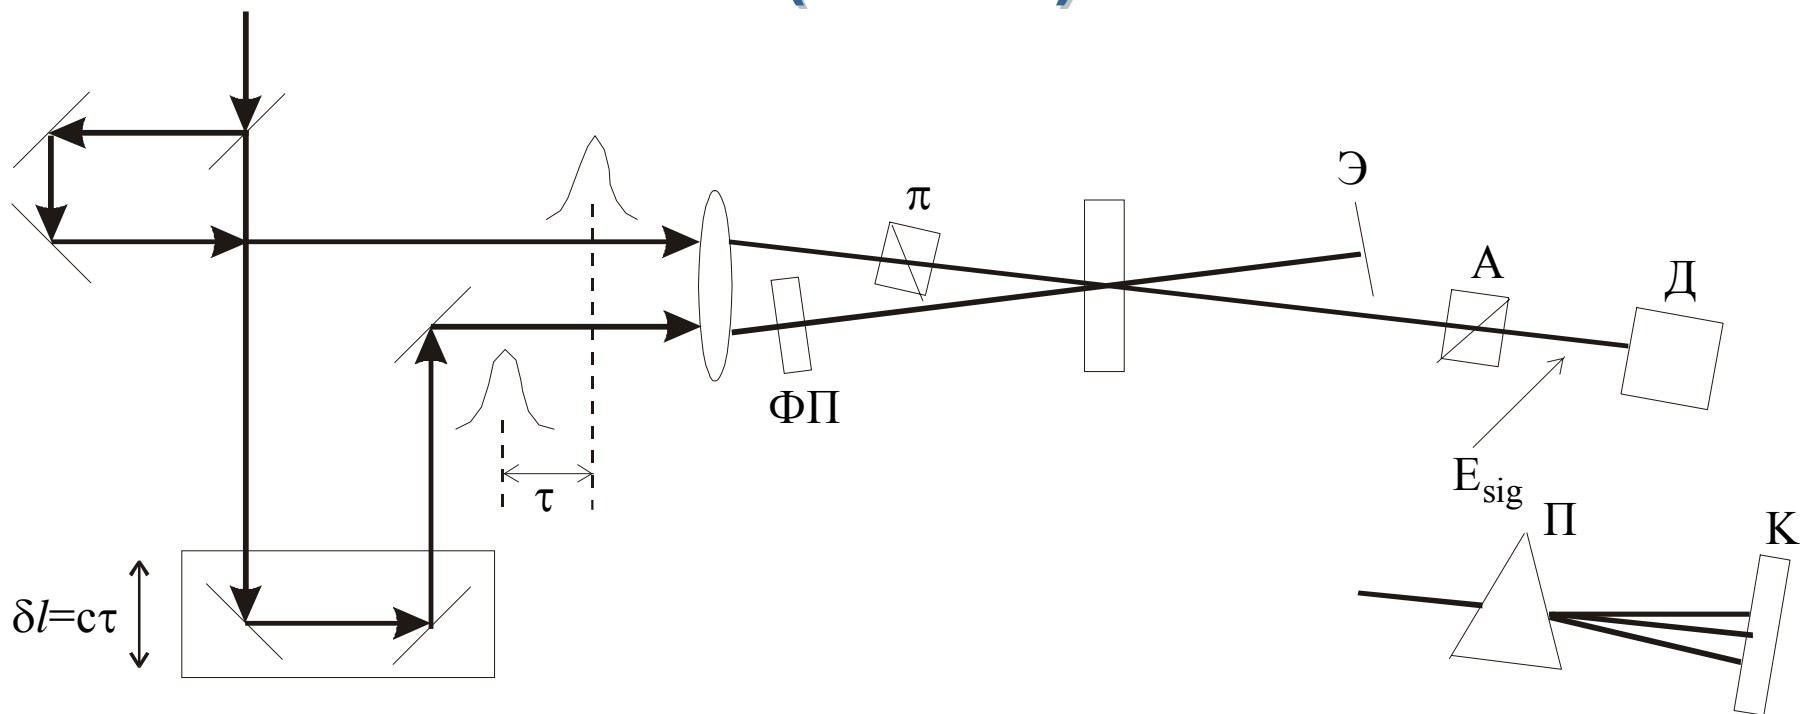 π
Э
А
Д
ФП
E_sig
τ
П
К
δl=cτ